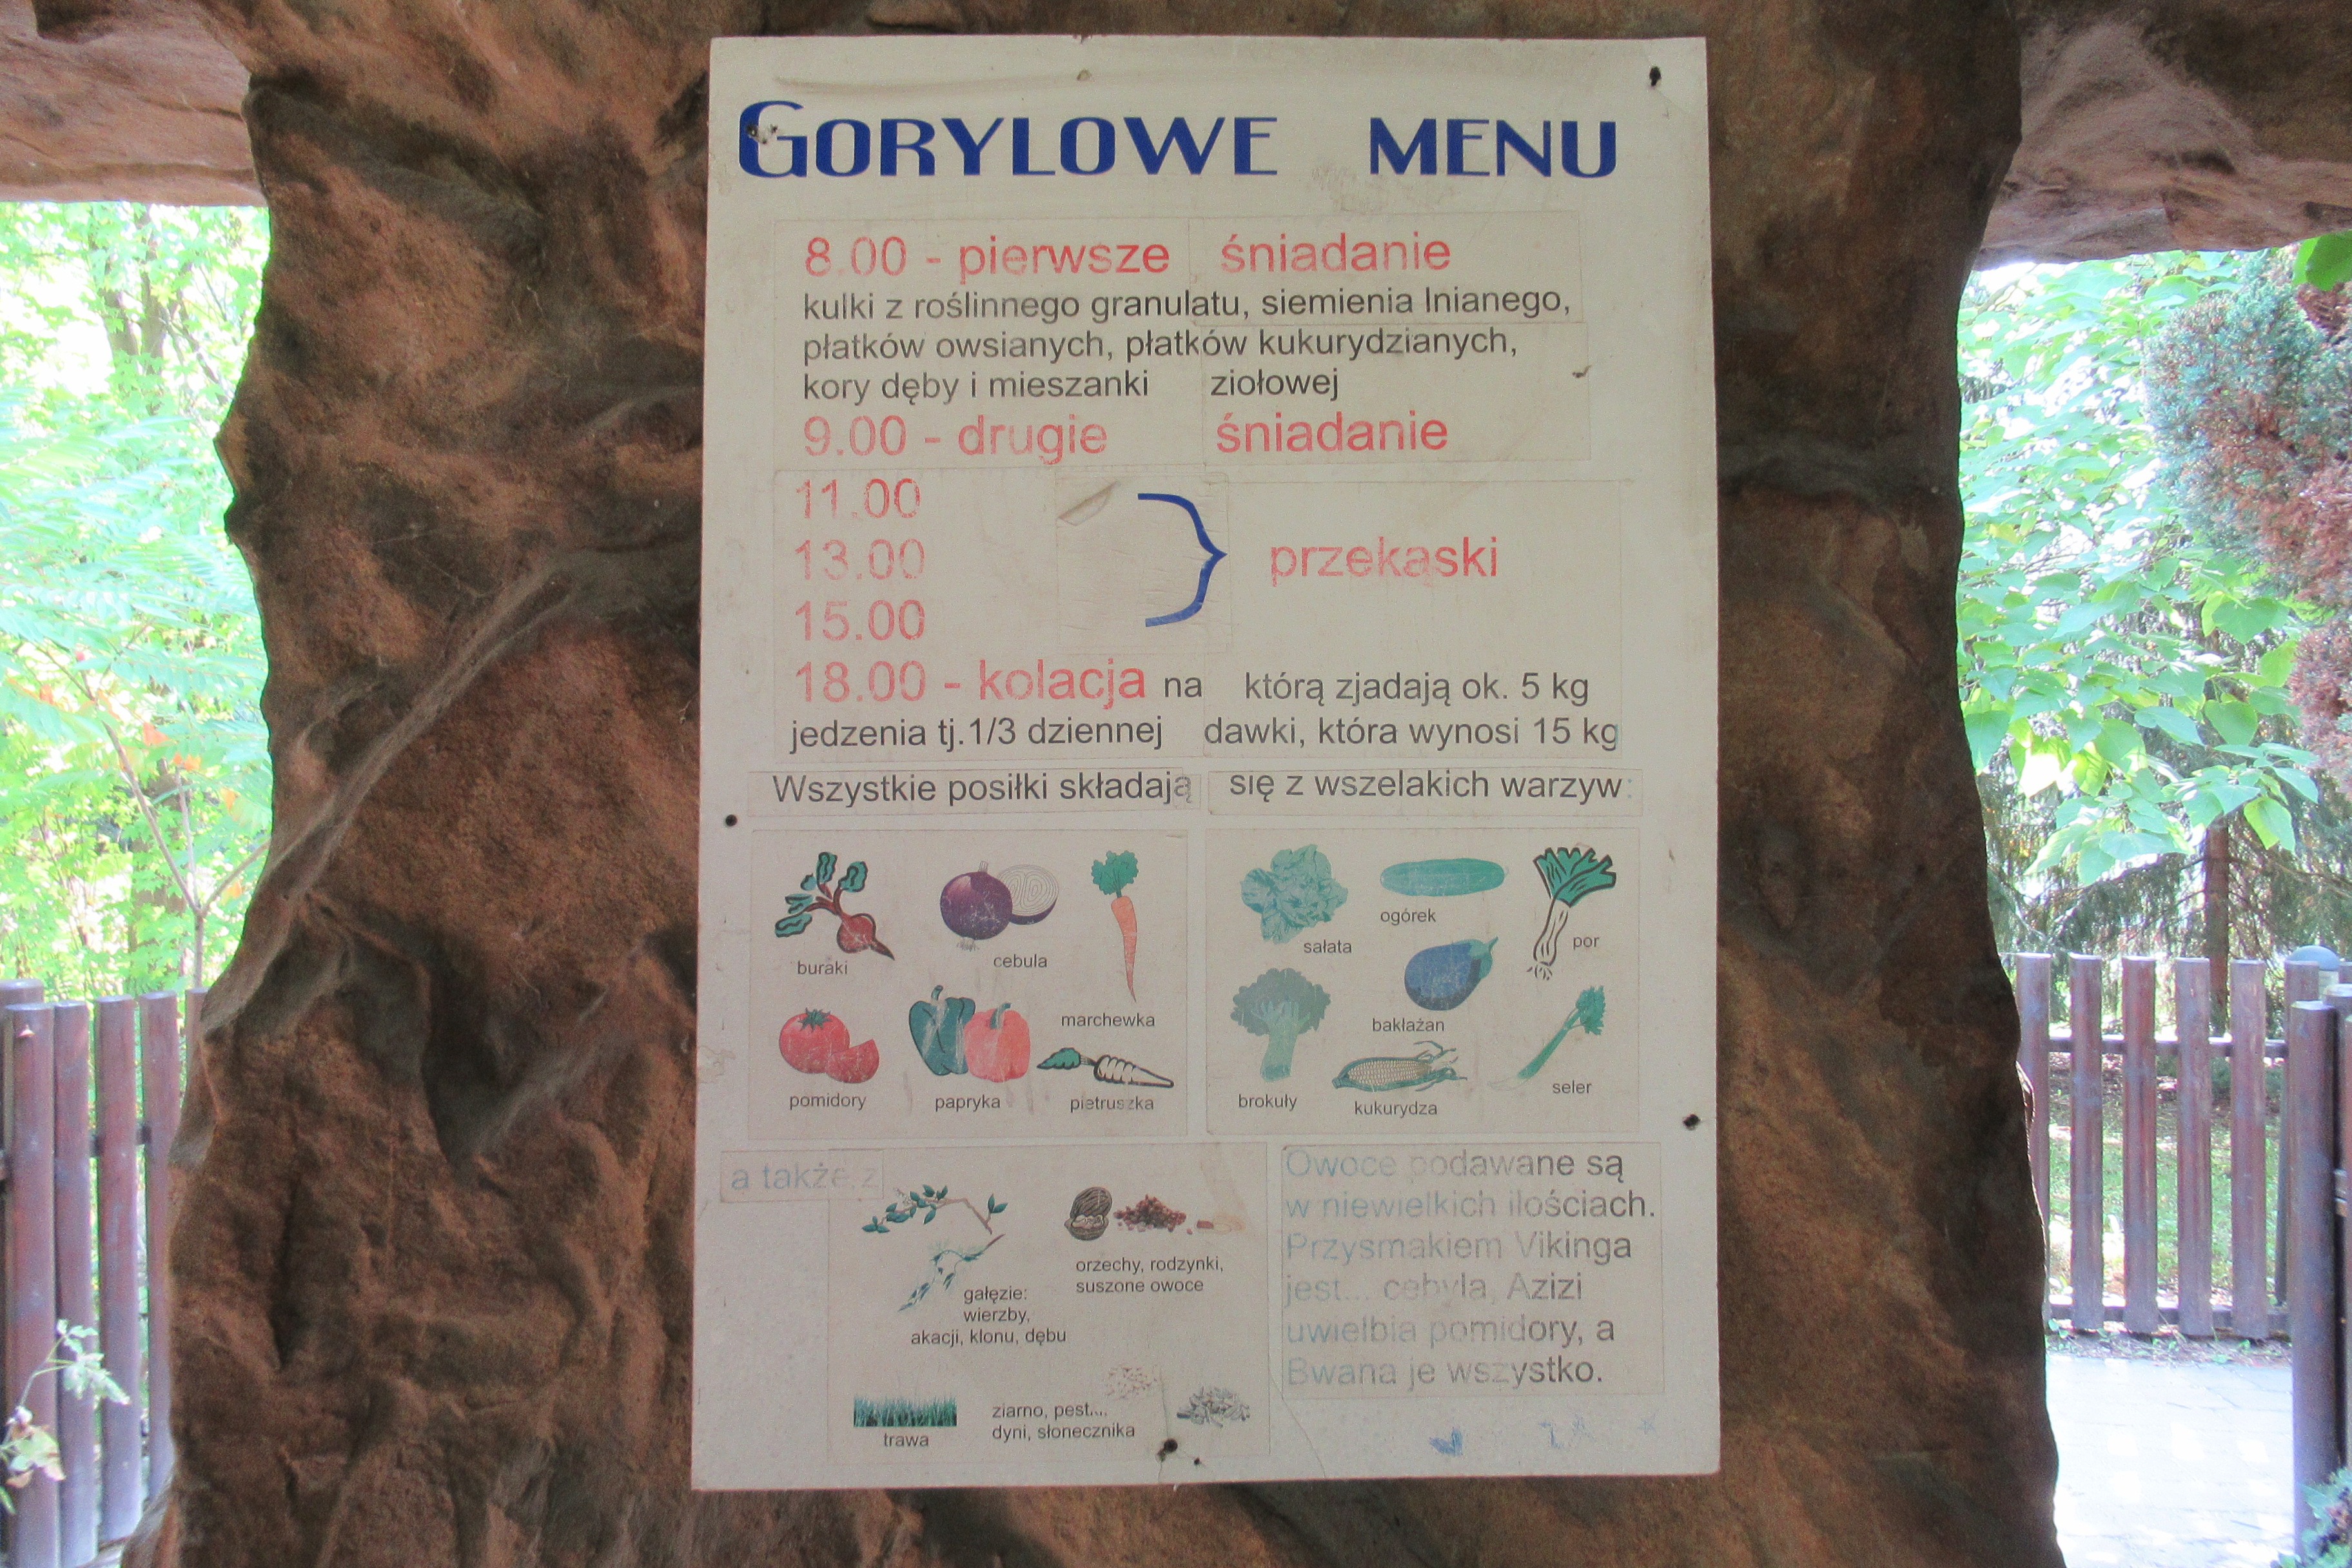 GORYLOWE MENU
8.00 - pierwsze śniadanie
kulki z roślinnego granulatu, siemienia lnianego,
płatków owsianych, płatków kukurydzianych,
kory dęby i mieszanki ziołowej
9.00 - drugie śniadanie
11.00
13.00
15.00
przekąski
18.00 - kolacja na którą zjadają ok. 5 kg
jedzenia tj.1/3 dziennej dawki, która wynosi 15 kg
Wszystkie posiłki składają się z wszelakich warzyw:
buraki
cebula
marchewka
pomidory
papryka
pietruszka
sałata
ogórek
por
bakłażan
brokuły
kukurydza
seler
a także z
gałęzie:
wierzby,
akacji, klonu, dębu
orzechy, rodzynki,
suszone owoce
trawa
ziarno, pestki,
dyni, słonecznika
Owoce podawane są
w niewielkich ilościach.
Przysmakiem Vikinga
jest... cebyla, Azizi
uwielbia pomidory, a
Bwana je wszystko.